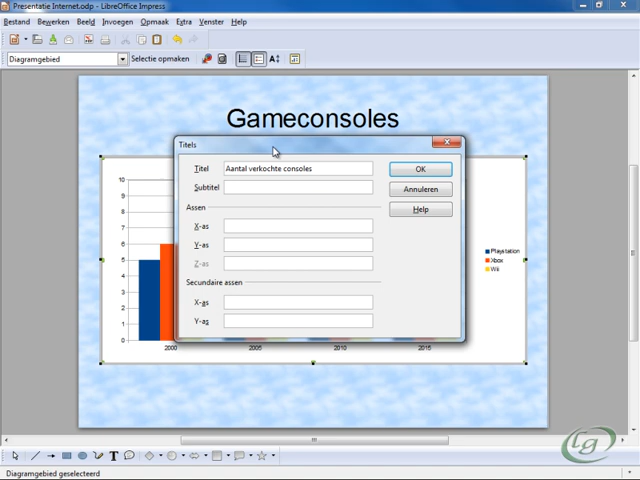 Presentatie Internet.odp - LibreOffice Impress
Bestand Bewerken Beeld Invoegen Opmaak Extra Venster Help
Diagramgebied Selectie opmaken
Gameconsoles
Titels
Titel Aantal verkochte consoles OK
Subtitel Annuleren
Assen Help
X-as
Y-as
Z-as
Secundaire assen
X-as
Y-as
10
9
8
7
6
5
4
3
2
1
0
2000 2005 2010 2015
Playstation
Xbox
Wii
lg
Diagramgebied geselecteerd